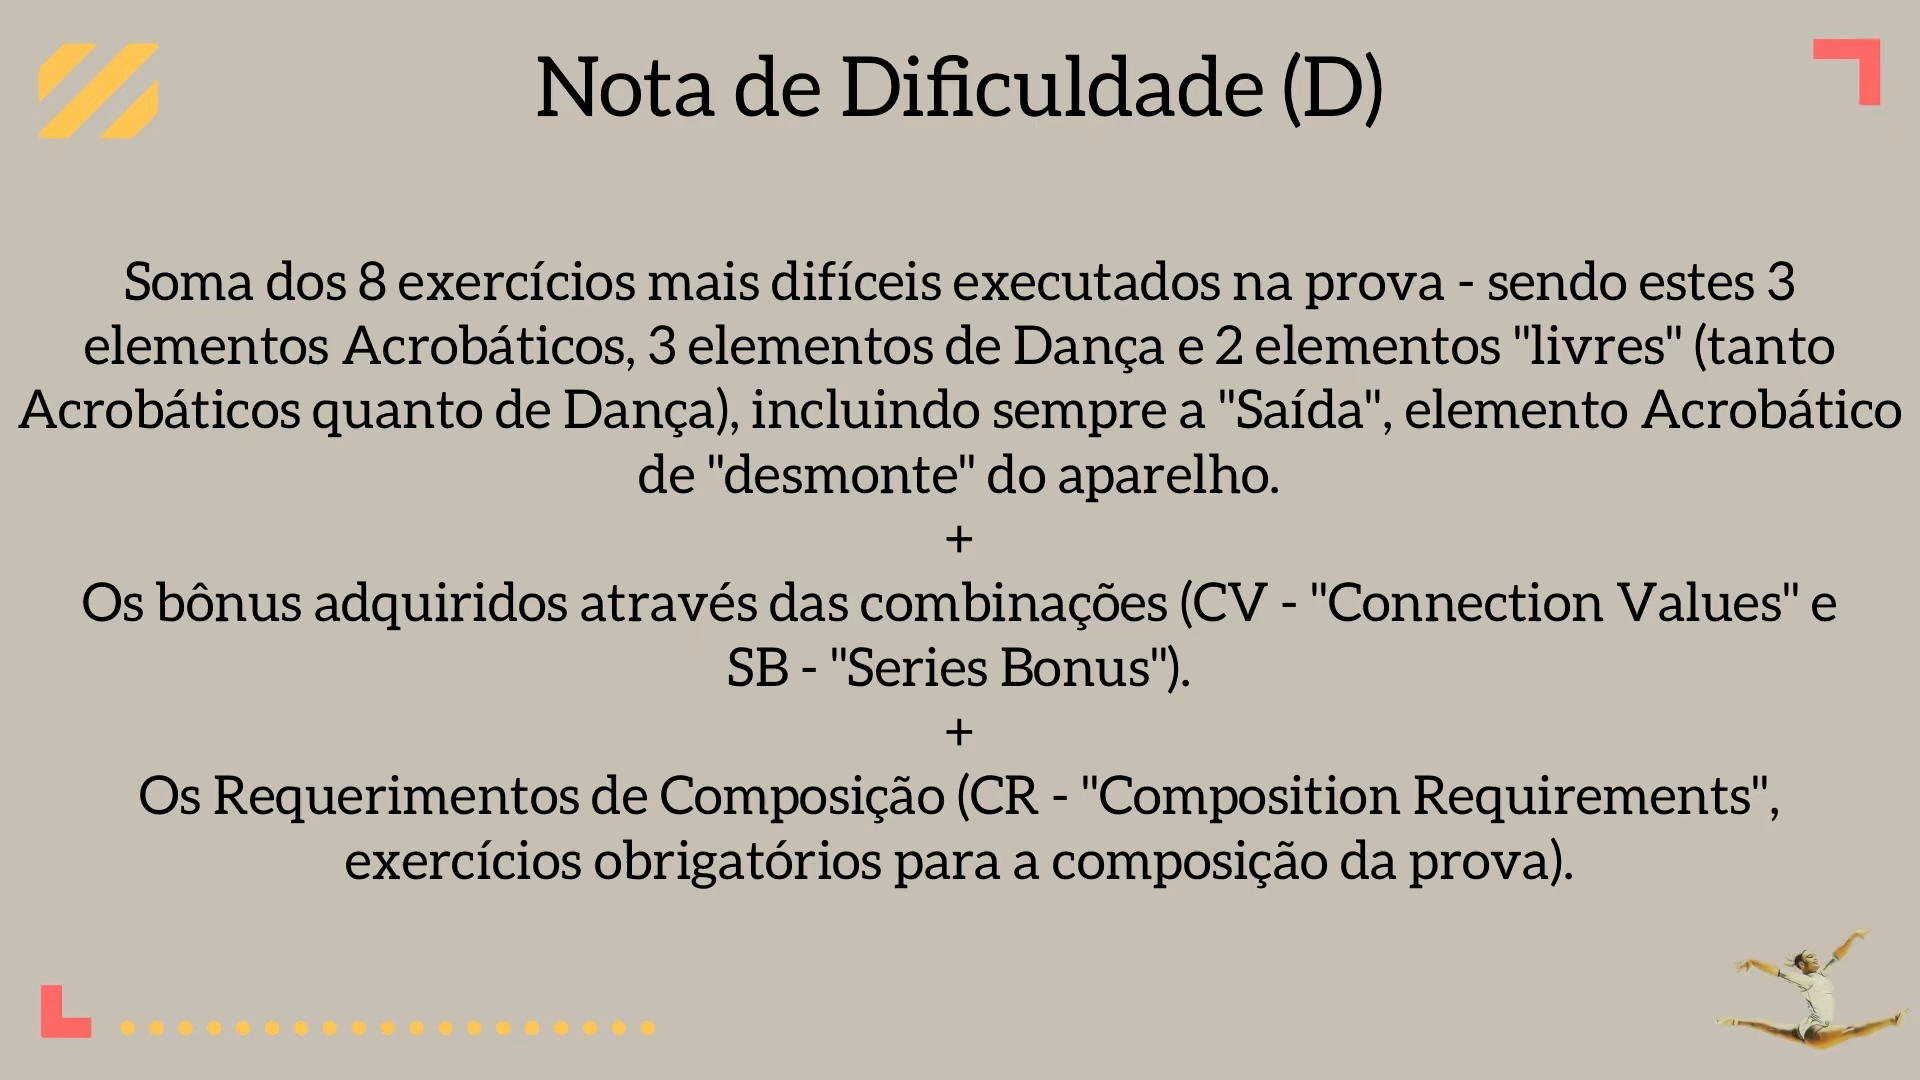 Nota de Dificuldade (D)
Soma dos 8 exercícios mais difíceis executados na prova - sendo estes 3
elementos Acrobáticos, 3 elementos de Dança e 2 elementos "livres" (tanto
Acrobáticos quanto de Dança), incluindo sempre a "Saída", elemento Acrobático
de "desmonte" do aparelho.
+
Os bônus adquiridos através das combinações (CV - "Connection Values" e
SB - "Series Bonus").
+
Os Requerimentos de Composição (CR - "Composition Requirements",
exercícios obrigatórios para a composição da prova).